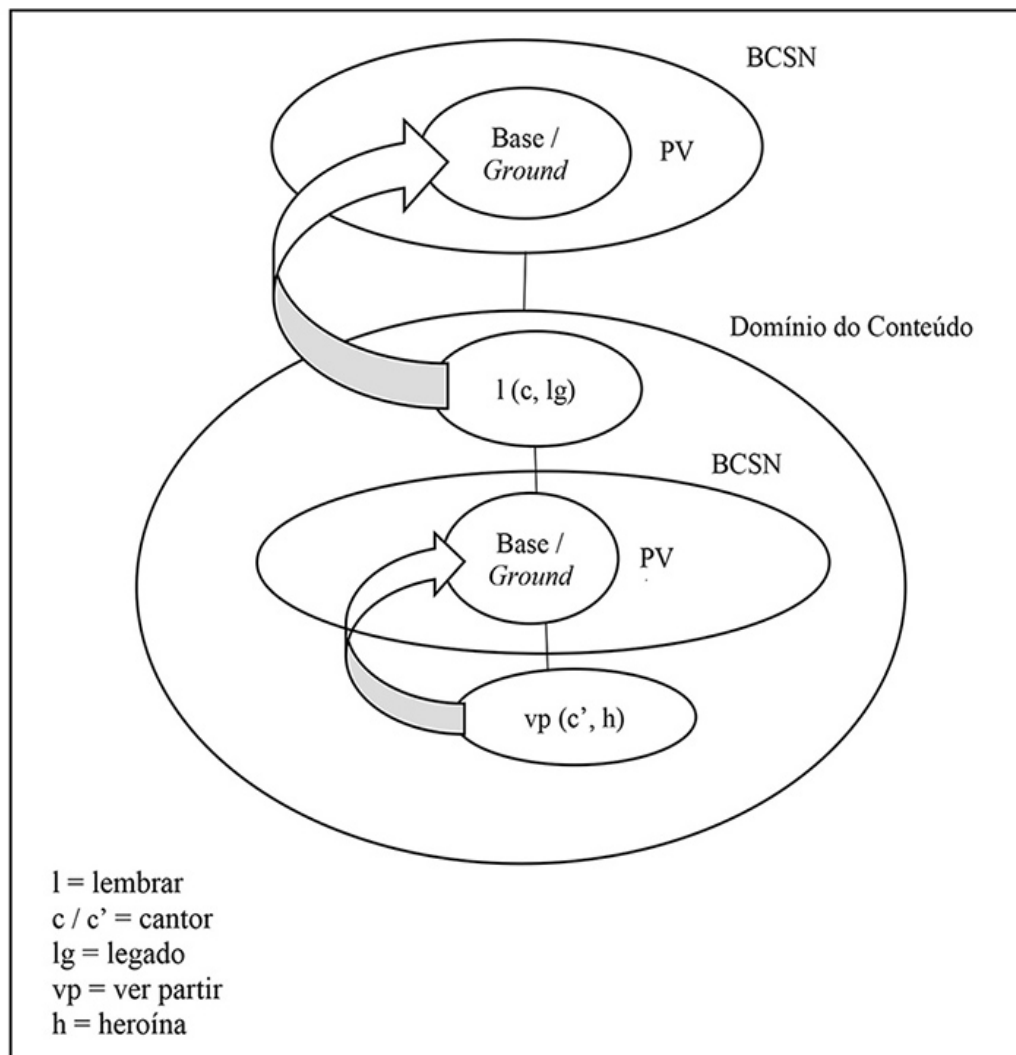 BCSN
Base /
Ground
PV
Domínio do Conteúdo
l (c, lg)
BCSN
Base /
Ground
PV
vp (c’, h)
l = lembrar
c / c’ = cantor
lg = legado
vp = ver partir
h = heroína